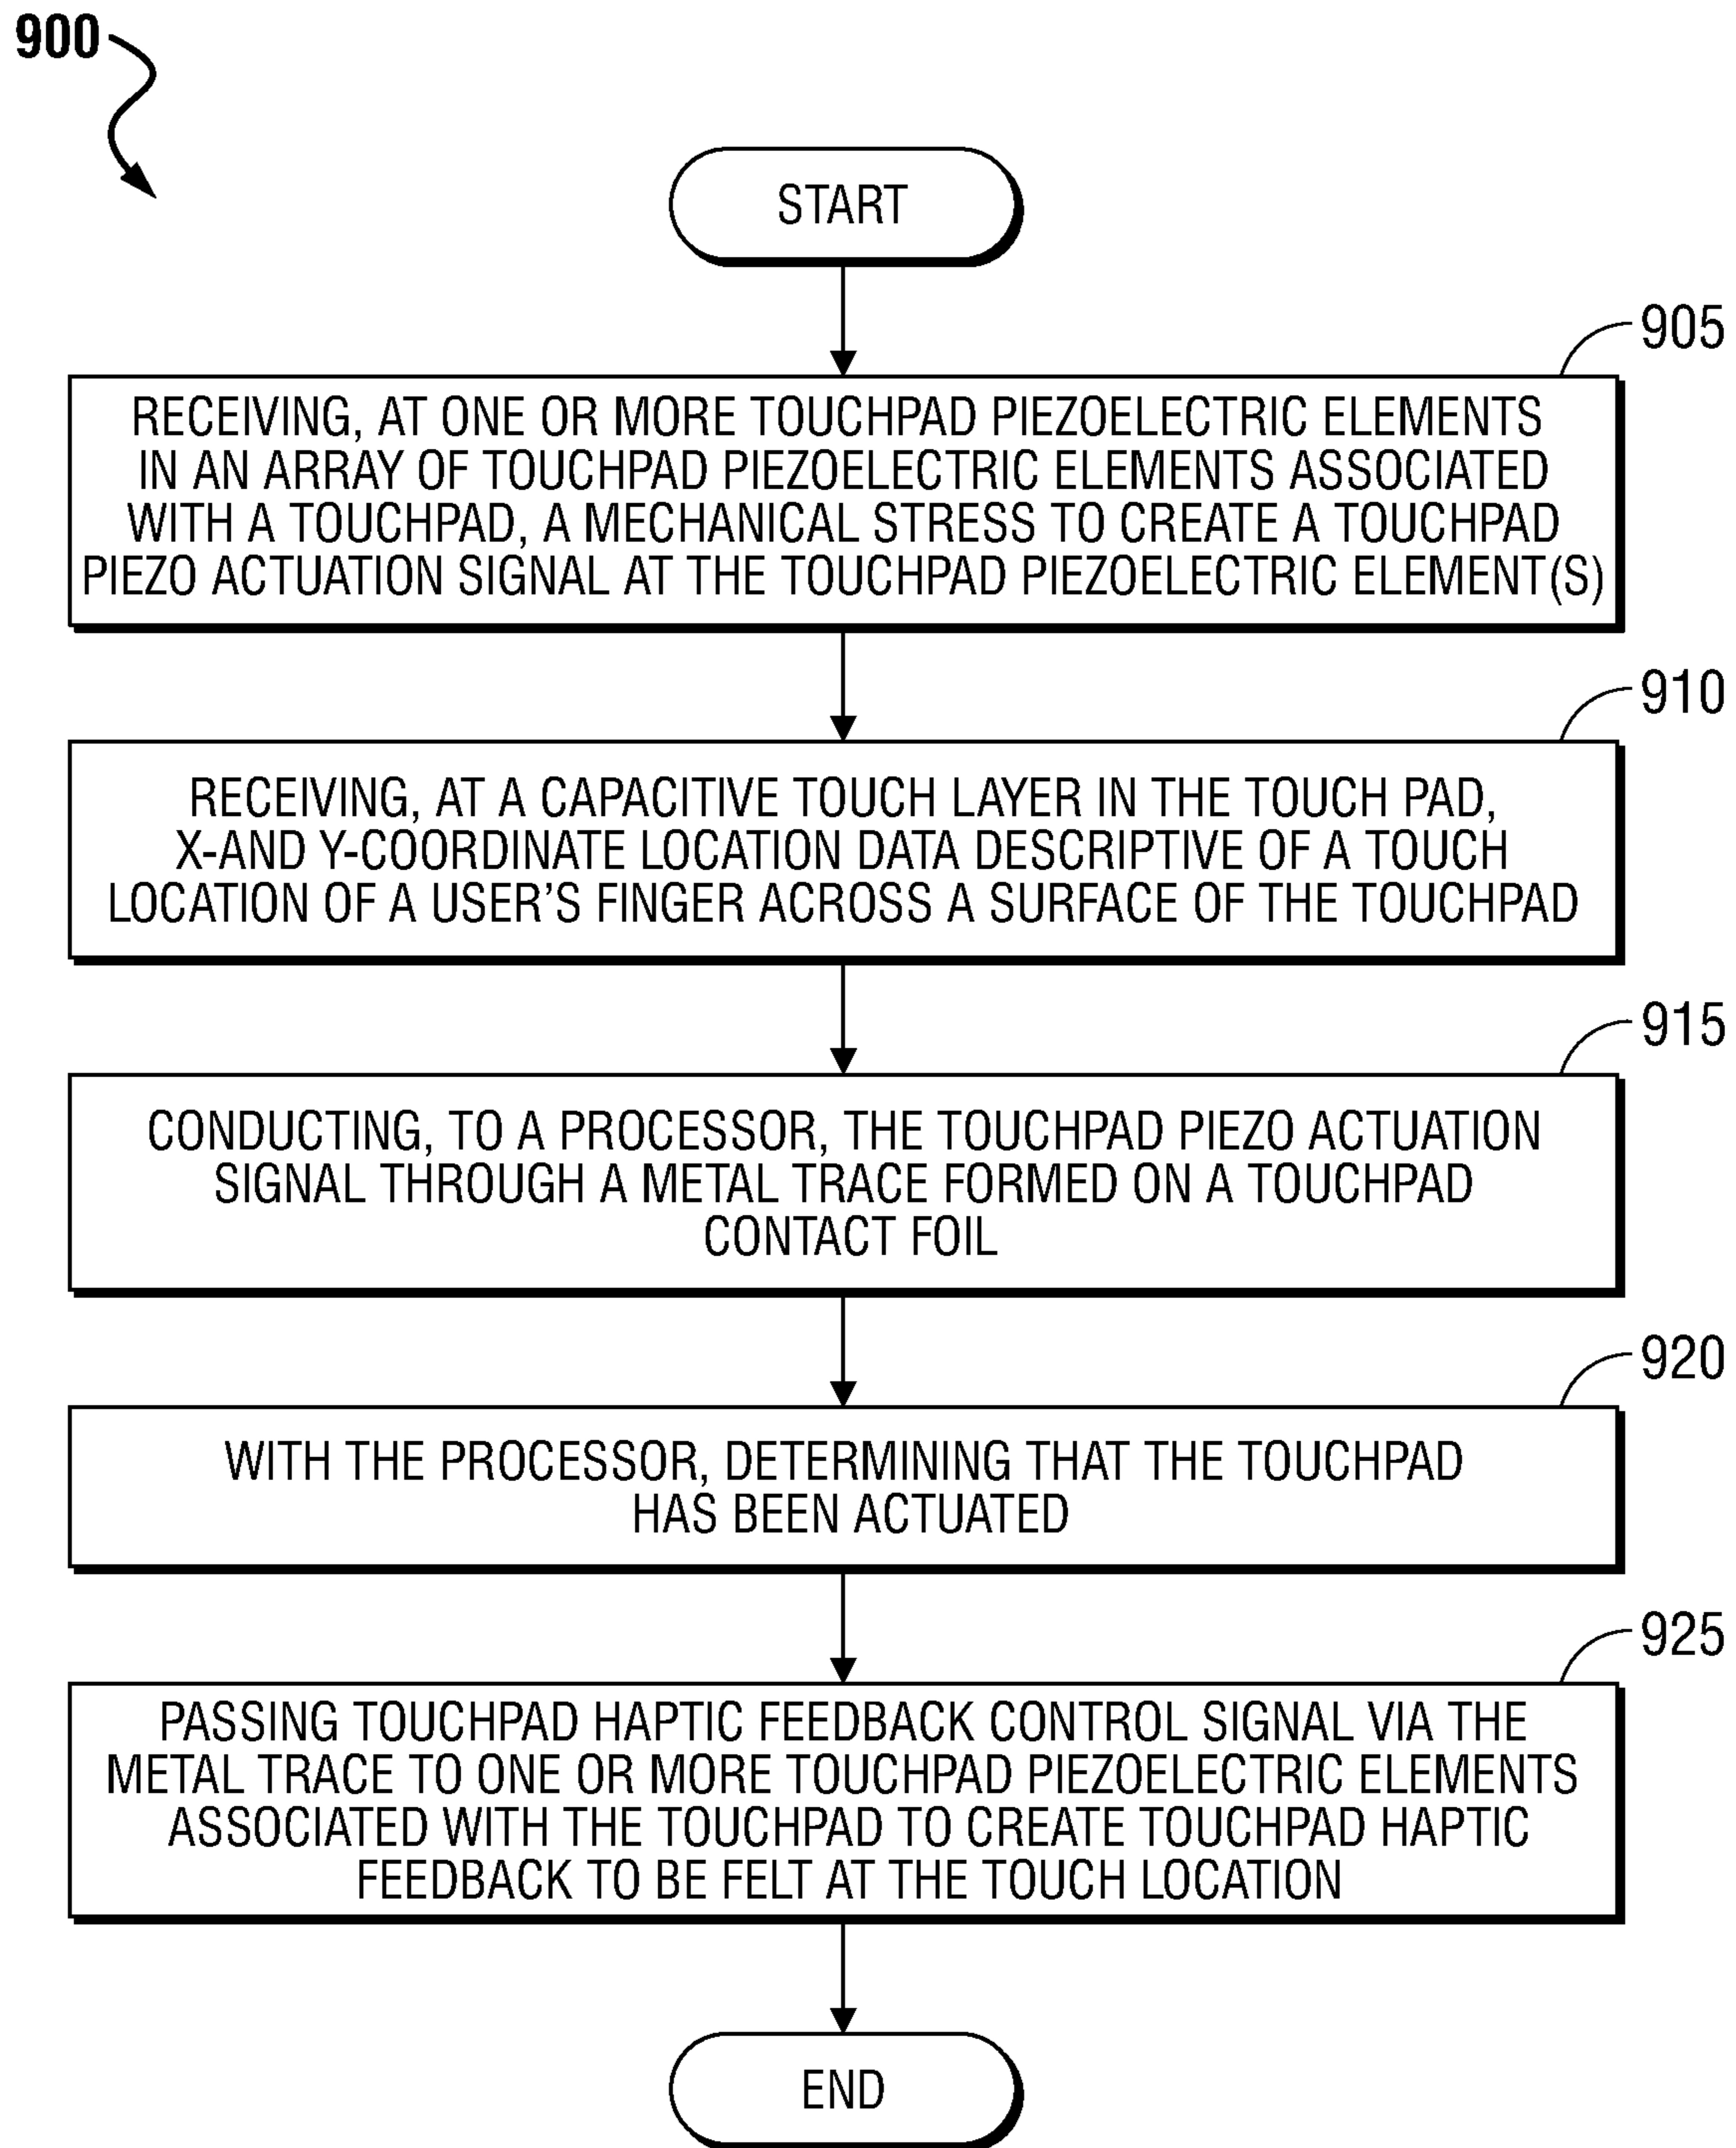 900
START
905
RECEIVING, AT ONE OR MORE TOUCHPAD PIEZOELECTRIC ELEMENTS
IN AN ARRAY OF TOUCHPAD PIEZOELECTRIC ELEMENTS ASSOCIATED
WITH A TOUCHPAD, A MECHANICAL STRESS TO CREATE A TOUCHPAD
PIEZO ACTUATION SIGNAL AT THE TOUCHPAD PIEZOELECTRIC ELEMENT(S)
910
RECEIVING, AT A CAPACITIVE TOUCH LAYER IN THE TOUCH PAD,
X-AND Y-COORDINATE LOCATION DATA DESCRIPTIVE OF A TOUCH
LOCATION OF A USER'S FINGER ACROSS A SURFACE OF THE TOUCHPAD
915
CONDUCTING, TO A PROCESSOR, THE TOUCHPAD PIEZO ACTUATION
SIGNAL THROUGH A METAL TRACE FORMED ON A TOUCHPAD
CONTACT FOIL
920
WITH THE PROCESSOR, DETERMINING THAT THE TOUCHPAD
HAS BEEN ACTUATED
925
PASSING TOUCHPAD HAPTIC FEEDBACK CONTROL SIGNAL VIA THE
METAL TRACE TO ONE OR MORE TOUCHPAD PIEZOELECTRIC ELEMENTS
ASSOCIATED WITH THE TOUCHPAD TO CREATE TOUCHPAD HAPTIC
FEEDBACK TO BE FELT AT THE TOUCH LOCATION
END